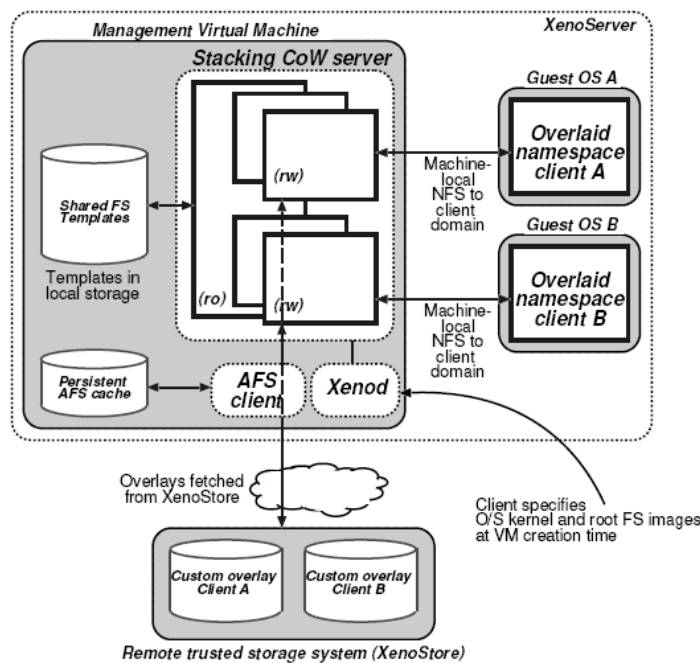 Management Virtual Machine
XenoServer
Stacking CoW server
Guest OS A
Overlaid
namespace
client A
(rw)
Machine-
local
NFS to
client
domain
Shared FS
Templates
Templates in
local storage
Guest OS B
Overlaid
namespace
client B
(ro)
(rw)
Machine-
local
NFS to
client
domain
Persistent
AFS cache
AFS
client
Xenod
Overlays fetched
from XenoStore
Client specifies
O/S kernel and root FS images
at VM creation time
Custom overlay
Client A
Custom overlay
Client B
Remote trusted storage system (XenoStore)